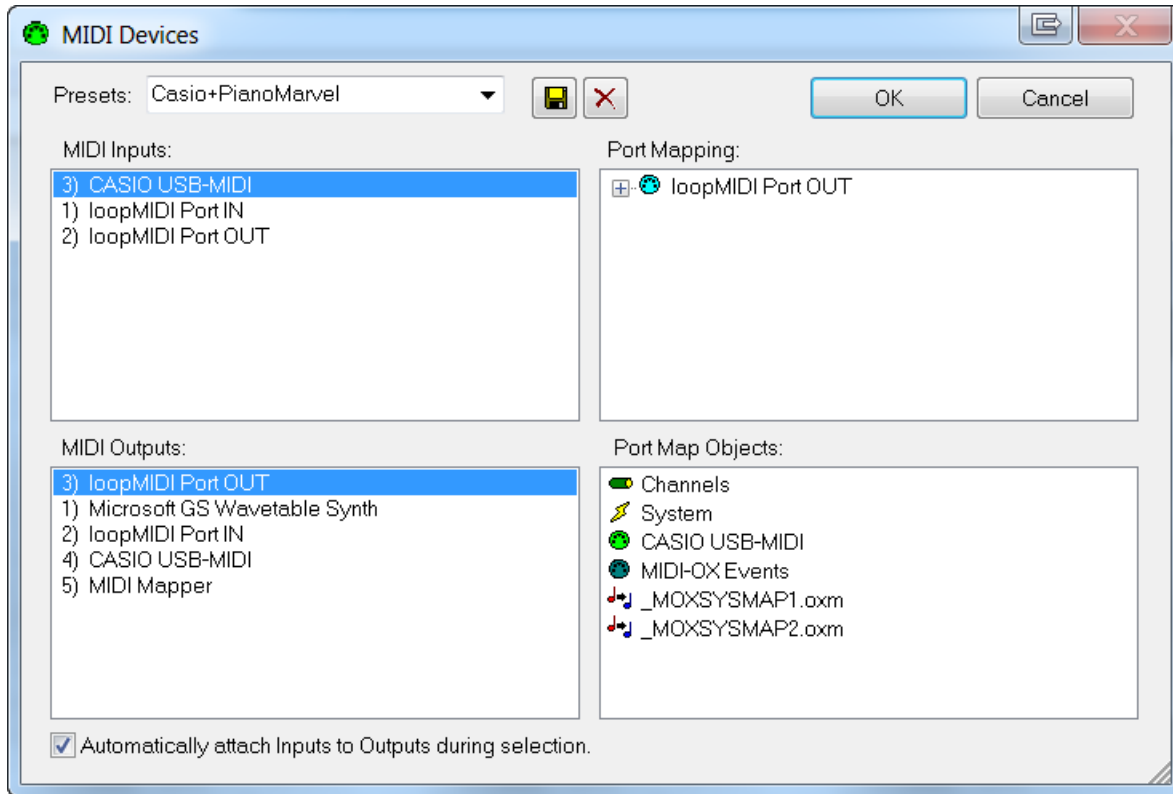 MIDI Devices
Presets: Casio+PianoMarvel
OK
Cancel
MIDI Inputs:
3) CASIO USB-MIDI
1) loopMIDI Port IN
2) loopMIDI Port OUT
Port Mapping:
loopMIDI Port OUT
MIDI Outputs:
3) loopMIDI Port OUT
1) Microsoft GS Wavetable Synth
2) loopMIDI Port IN
4) CASIO USB-MIDI
5) MIDI Mapper
Port Map Objects:
Channels
System
CASIO USB-MIDI
MIDI-OX Events
_MOXSYSMAP1.oxm
_MOXSYSMAP2.oxm
Automatically attach Inputs to Outputs during selection.